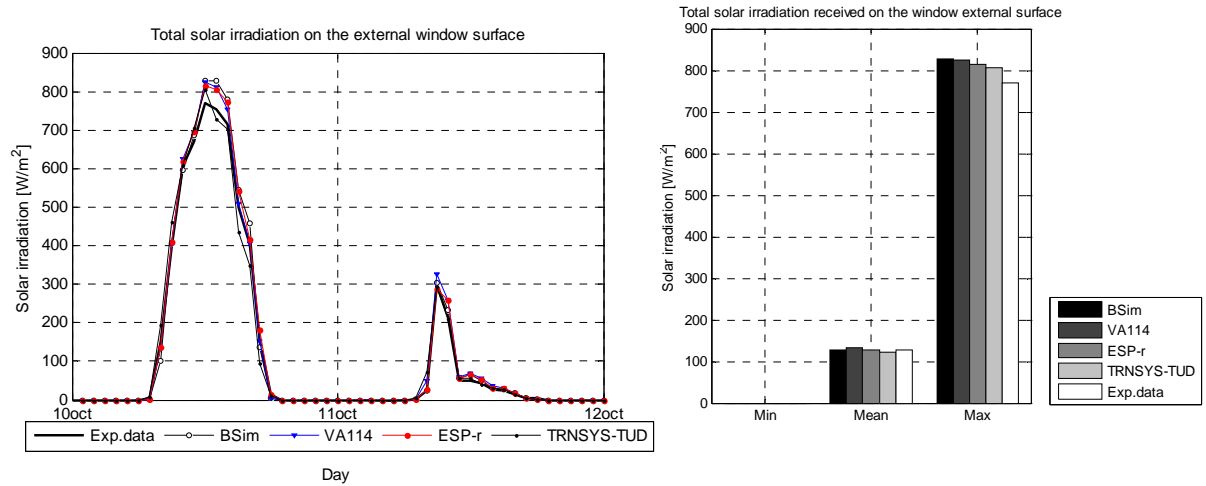 Total solar irradiation on the external window surface
Solar irradiation [W/m2]
900
800
700
600
500
400
300
200
100
0
10oct
11oct
12oct
Exp.data
BSim
VA114
ESP-r
TRNSYS-TUD
Day
Total solar irradiation received on the window external surface
Solar irradiation [W/m2]
900
800
700
600
500
400
300
200
100
0
Min
Mean
Max
BSim
VA114
ESP-r
TRNSYS-TUD
Exp.data